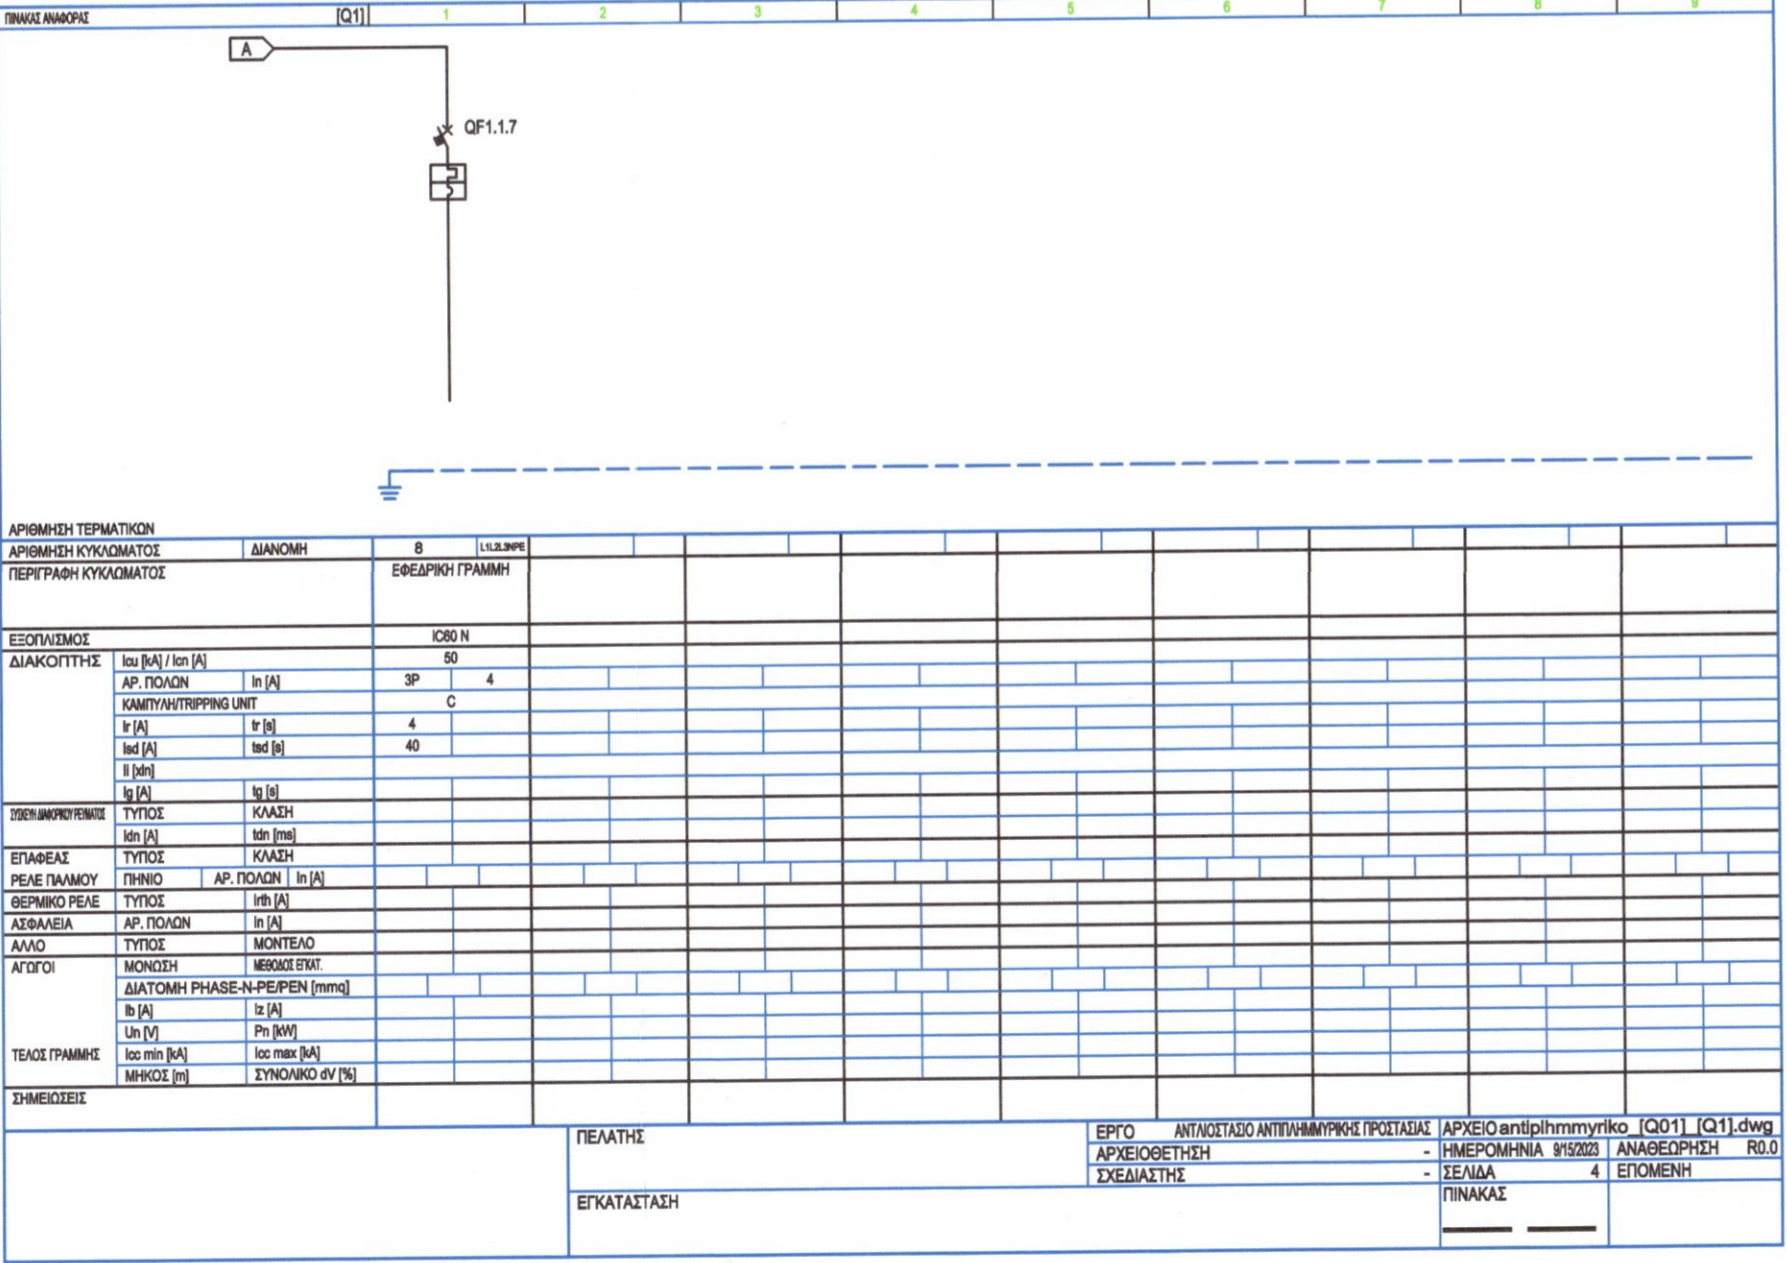 ΠΙΝΑΚΑΣ ΑΝΑΦΟΡΑΣ [Q1] 1 2 3 4 5 6 7 8 9
A
QF1.1.7
ΑΡΙΘΜΗΣΗ ΤΕΡΜΑΤΙΚΩΝ
ΑΡΙΘΜΗΣΗ ΚΥΚΛΩΜΑΤΟΣ ΔΙΑΝΟΜΗ 8 L1L2L3NPE
ΠΕΡΙΓΡΑΦΗ ΚΥΚΛΩΜΑΤΟΣ ΕΦΕΔΡΙΚΗ ΓΡΑΜΜΗ
ΕΞΟΠΛΙΣΜΟΣ IC60 N
ΔΙΑΚΟΠΤΗΣ Icu [kA] / Icn [A] 50
ΑΡ. ΠΟΛΩΝ In [A] 3P 4
ΚΑΜΠΥΛΗ/TRIPPING UNIT C
Ir [A] tr [s] 4
Isd [A] tsd [s] 40
Ii [xIn]
Ig [A] tg [s]
ΣΥΣΚΕΥΗ ΔΙΑΦΟΡΙΚΟΥ ΡΕΥΜΑΤΟΣ ΤΥΠΟΣ ΚΛΑΣΗ
Idn [A] tdn [ms]
ΕΠΑΦΕΑΣ ΤΥΠΟΣ ΚΛΑΣΗ
ΡΕΛΕ ΠΑΛΜΟΥ ΠΗΝΙΟ ΑΡ. ΠΟΛΩΝ In [A]
ΘΕΡΜΙΚΟ ΡΕΛΕ ΤΥΠΟΣ Irth [A]
ΑΣΦΑΛΕΙΑ ΑΡ. ΠΟΛΩΝ In [A]
ΑΛΛΟ ΤΥΠΟΣ ΜΟΝΤΕΛΟ
ΑΓΩΓΟΙ ΜΟΝΩΣΗ ΜΕΘΟΔΟΣ ΕΓΚΑΤ.
ΔΙΑΤΟΜΗ PHASE-N-PE/PEN [mmq]
Ib [A] Iz [A]
Un [V] Pn [kW]
ΤΕΛΟΣ ΓΡΑΜΜΗΣ Icc min [kA] Icc max [kA]
ΜΗΚΟΣ [m] ΣΥΝΟΛΙΚΟ dV [%]
ΣΗΜΕΙΩΣΕΙΣ
ΠΕΛΑΤΗΣ
ΕΓΚΑΤΑΣΤΑΣΗ
ΕΡΓΟ ΑΝΤΛΙΟΣΤΑΣΙΟ ΑΝΤΙΠΛΗΜΜΥΡΙΚΗΣ ΠΡΟΣΤΑΣΙΑΣ ΑΡΧΕΙΟ antiplhmmyriko_[Q01]_[Q1].dwg
ΑΡΧΕΙΟΘΕΤΗΣΗ - ΗΜΕΡΟΜΗΝΙΑ 9/15/2023 ΑΝΑΘΕΩΡΗΣΗ R0.0
ΣΧΕΔΙΑΣΤΗΣ - ΣΕΛΙΔΑ 4 ΕΠΟΜΕΝΗ
ΠΙΝΑΚΑΣ